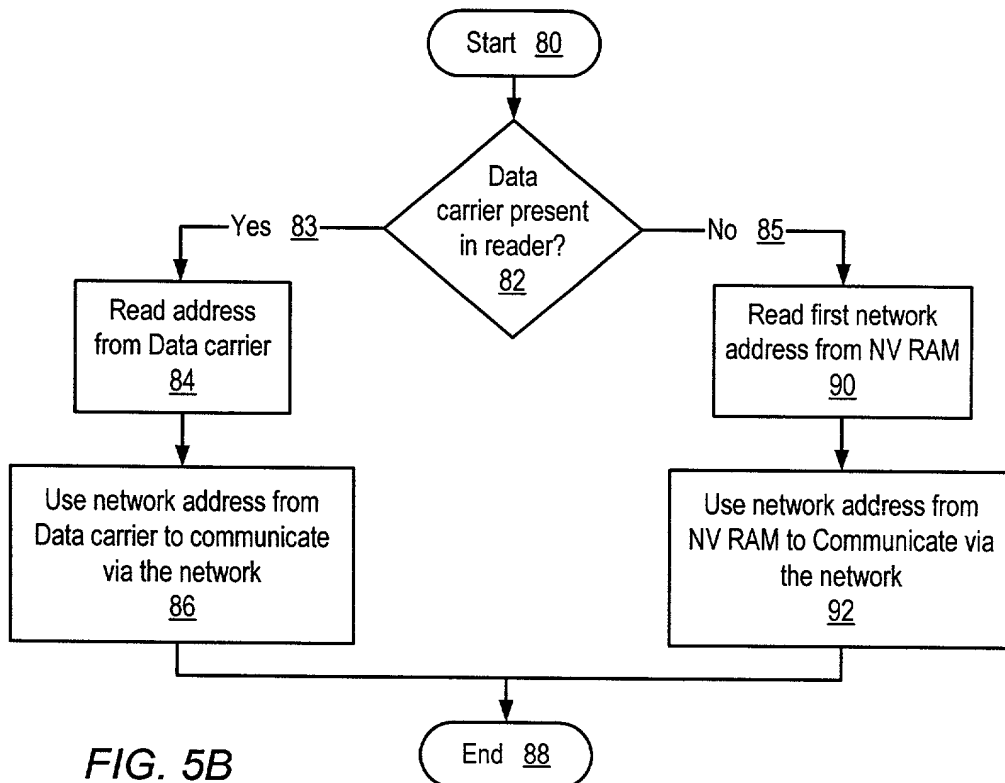 Start 80
Data
carrier present
in reader?
82
Yes 83
No 85
Read address
from Data carrier
84
Read first network
address from NV RAM
90
Use network address from
Data carrier to communicate
via the network
86
Use network address from
NV RAM to Communicate via
the network
92
End 88
FIG. 5B